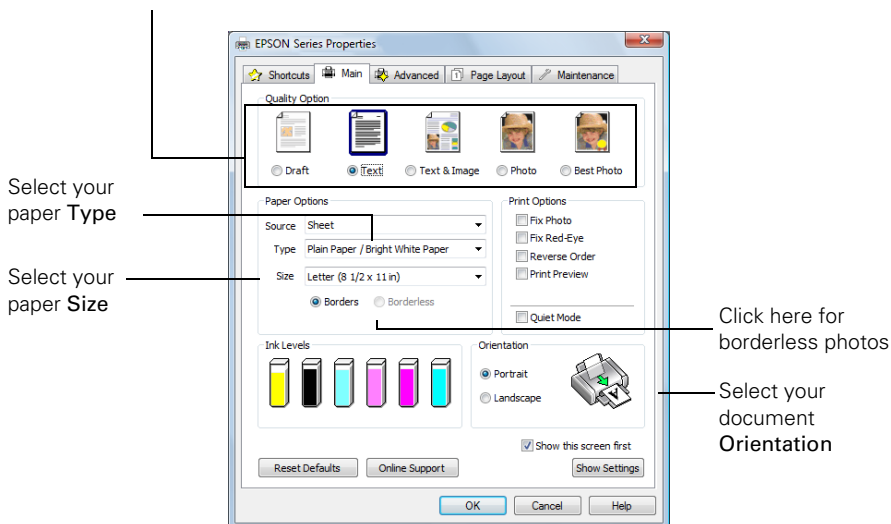 EPSON Series Properties
Shortcuts Main Advanced 1 Page Layout Maintenance
Quality Option
Draft Text Text & Image Photo Best Photo
Select your
paper Type
Paper Options
Source Sheet
Type Plain Paper / Bright White Paper
Select your
paper Size
Size Letter (8 1/2 x 11 in)
Borders Borderless
Print Options
Fix Photo
Fix Red-Eye
Reverse Order
Print Preview
Quiet Mode
Click here for
borderless photos
Ink Levels
Orientation
Portrait
Landscape
Select your
document
Orientation
Show this screen first
Reset Defaults Online Support Show Settings
OK Cancel Help